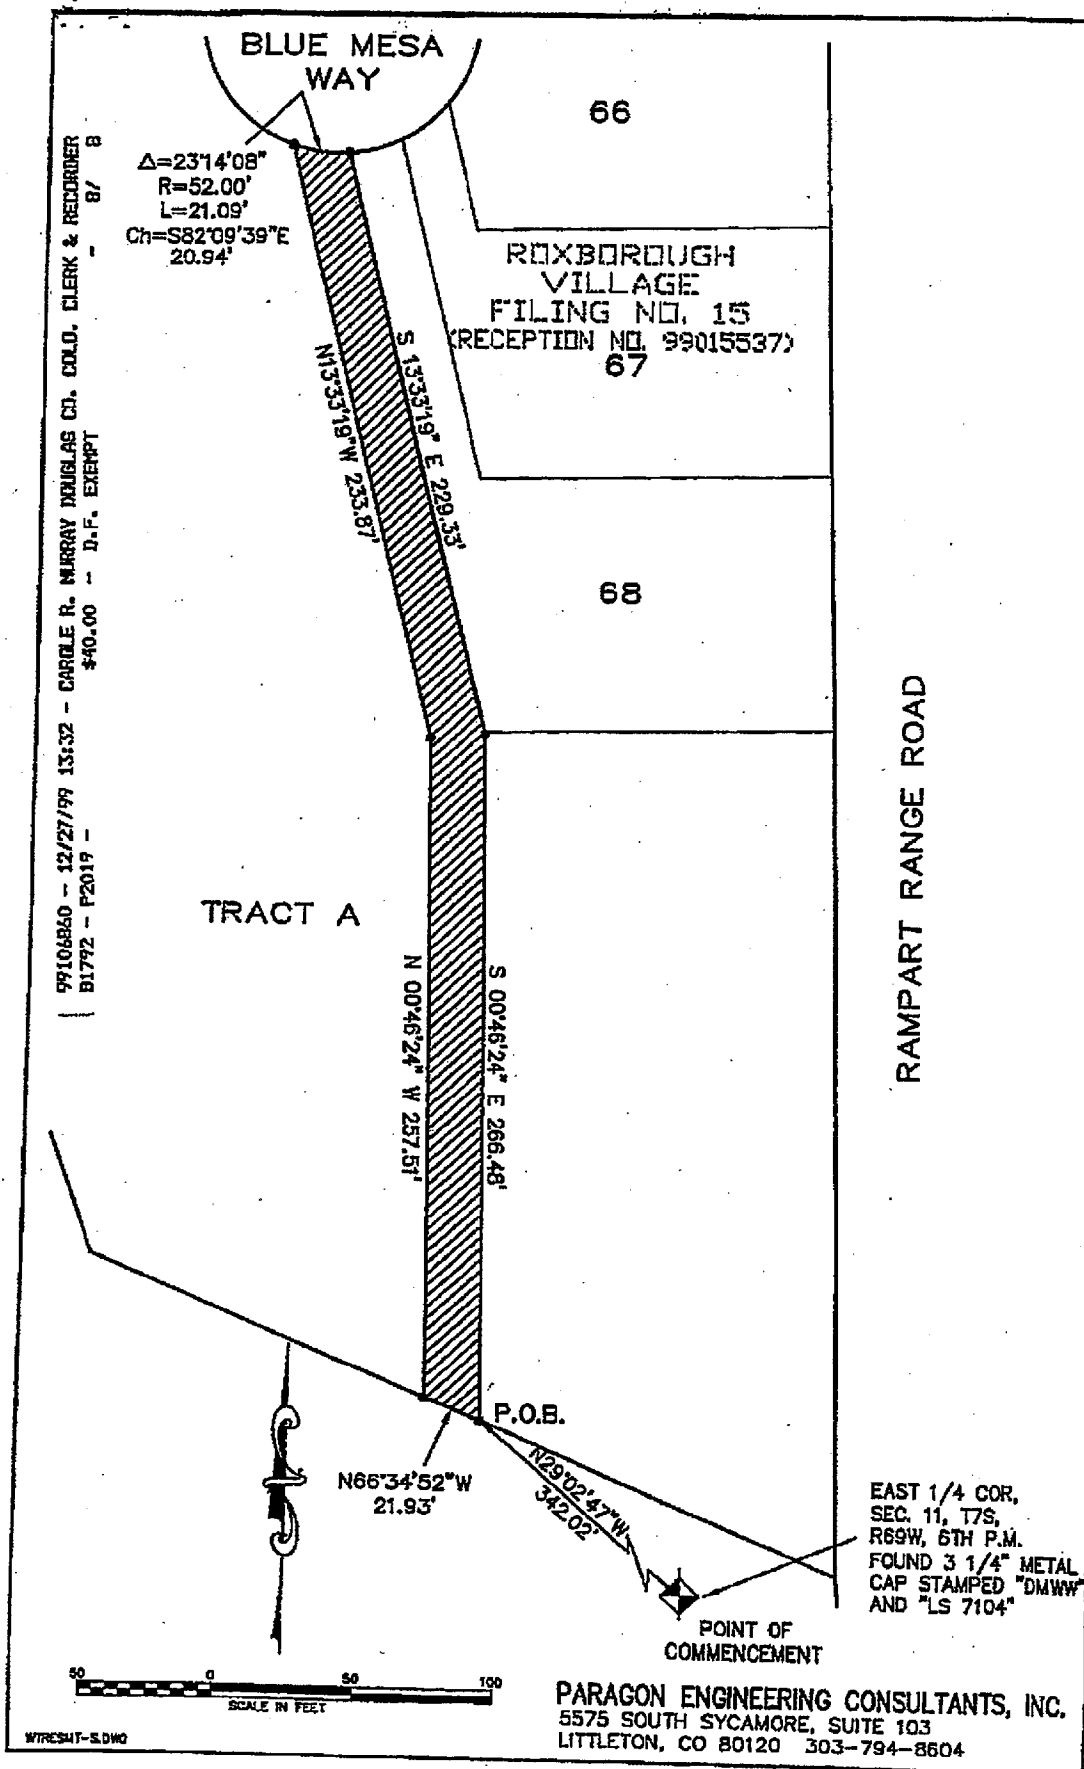 BLUE MESA
WAY
66
Δ=23°14'08"
R=52.00'
L=21.09'
Ch=S82°09'39"E
20.94'
ROXBOROUGH
VILLAGE
FILING NO. 15
(RECEPTION NO. 99015537)
67
S 13°33'19" E 229.33'
N13°33'19"W 233.87'
68
99106860 - 12/27/99 13:32 - CAROLE R. MURRAY DOUGLAS CO. COLO. CLERK & RECORDER
B1792 - P2019 - $40.00 -- D.F. EXEMPT - 8/ 8
RAMPART RANGE ROAD
TRACT A
N 00°46'24" W 257.51'
S 00°46'24" E 266.48'
P.O.B.
N66°34'52"W
21.93'
N29°02'47"W
342.02'
EAST 1/4 COR,
SEC. 11, T7S,
R69W, 6TH P.M.
FOUND 3 1/4" METAL
CAP STAMPED "DMWW"
AND "LS 7104"
POINT OF
COMMENCEMENT
50 0 50 100
SCALE IN FEET
PARAGON ENGINEERING CONSULTANTS, INC.
5575 SOUTH SYCAMORE, SUITE 103
LITTLETON, CO 80120 303-794-8604